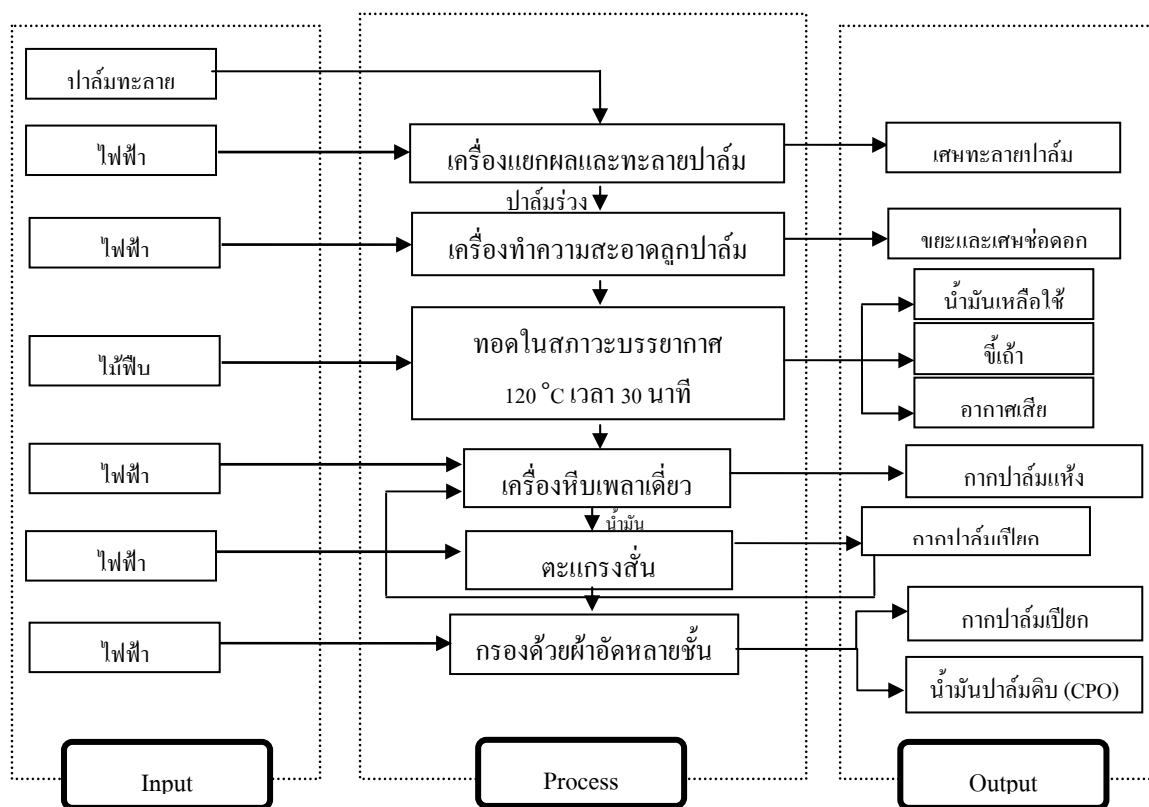 ปาล์มทะลาย
ไฟฟ้า
เครื่องแยกผลและทะลายปาล์ม
เศษทะลายปาล์ม
ปาล์มร่วง
ไฟฟ้า
เครื่องทำความสะอาดลูกปาล์ม
ขยะและเศษช่อดอก
ไม้ฟืน
ทอดในสภาวะบรรยากาศ
120 °C เวลา 30 นาที
น้ำมันเหลือใช้
ขี้เถ้า
อากาศเสีย
ไฟฟ้า
เครื่องหีบเพลาเดี่ยว
กากปาล์มแห้ง
น้ำมัน
ไฟฟ้า
ตะแกรงสั่น
กากปาล์มเปียก
ไฟฟ้า
กรองด้วยผ้าอัดหลายชั้น
กากปาล์มเปียก
น้ำมันปาล์มดิบ (CPO)
Input
Process
Output